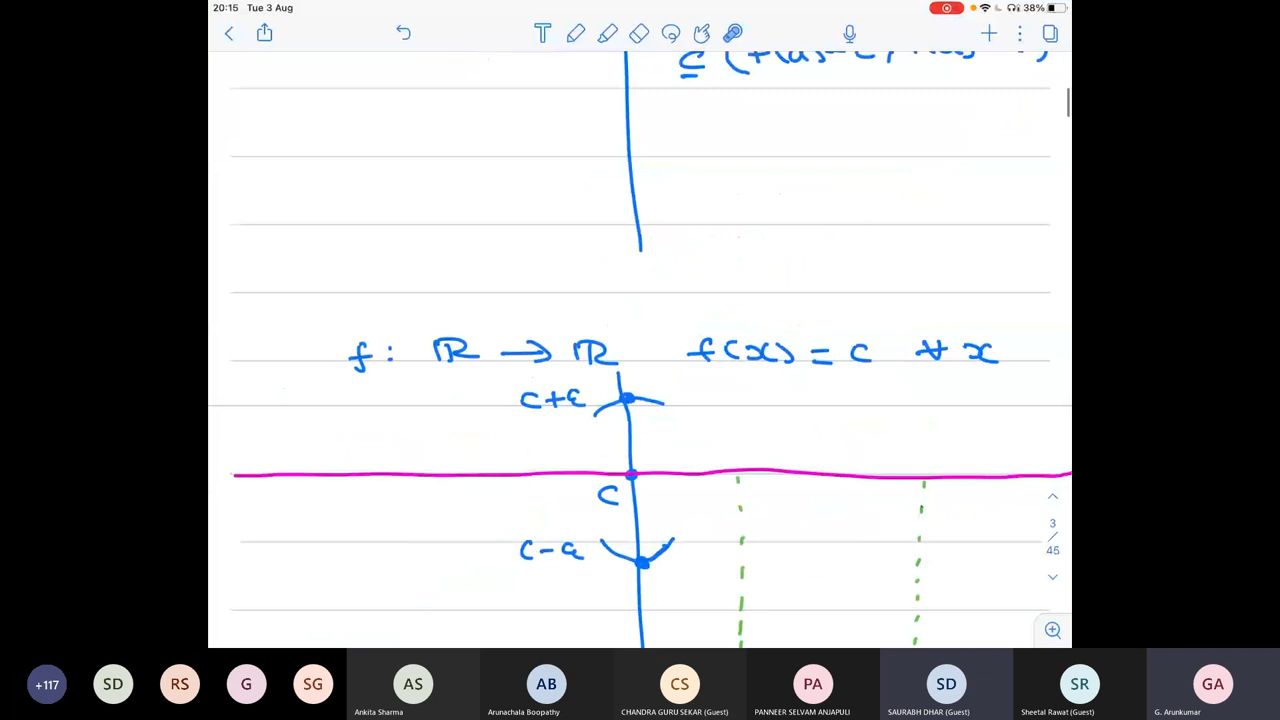 20:15 Tue 3 Aug
38%
T
f : ℝ → ℝ f(x) = c ∀ x
c+ε
c
c-ε
3
/
45
+117
SD
RS
G
SG
AS
AB
CS
PA
SD
SR
GA
Ankita Sharma
Arunachala Boopathy
CHANDRA GURU SEKAR (Guest)
PANNEER SELVAM ANJAPULI
SAURABH DHAR (Guest)
Sheetal Rawat (Guest)
G. Arunkumar